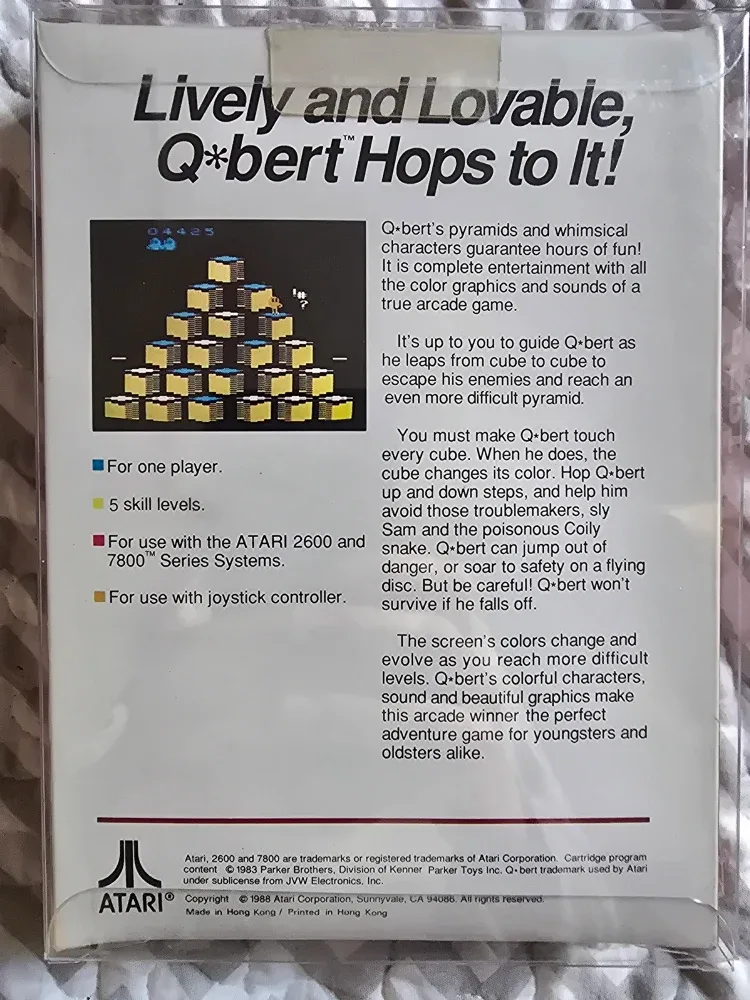 Lively and Lovable,
Q*bert™ Hops to It!
04425
!#
?
Q*bert's pyramids and whimsical
characters guarantee hours of fun!
It is complete entertainment with all
the color graphics and sounds of a
true arcade game.
It's up to you to guide Q*bert as
he leaps from cube to cube to
escape his enemies and reach an
even more difficult pyramid.
You must make Q*bert touch
every cube. When he does, the
cube changes its color. Hop Q*bert
up and down steps, and help him
avoid those troublemakers, sly
Sam and the poisonous Coily
snake. Q*bert can jump out of
danger, or soar to safety on a flying
disc. But be careful! Q*bert won't
survive if he falls off.
The screen's colors change and
evolve as you reach more difficult
levels. Q*bert's colorful characters,
sound and beautiful graphics make
this arcade winner the perfect
adventure game for youngsters and
oldsters alike.
For one player.
5 skill levels.
For use with the ATARI 2600 and
7800™ Series Systems.
For use with joystick controller.
ATARI®
Atari, 2600 and 7800 are trademarks or registered trademarks of Atari Corporation. Cartridge program
content © 1983 Parker Brothers, Division of Kenner Parker Toys Inc. Q*bert trademark used by Atari
under sublicense from JVW Electronics, Inc.
Copyright © 1988 Atari Corporation, Sunnyvale, CA 94086. All rights reserved.
Made in Hong Kong / Printed in Hong Kong